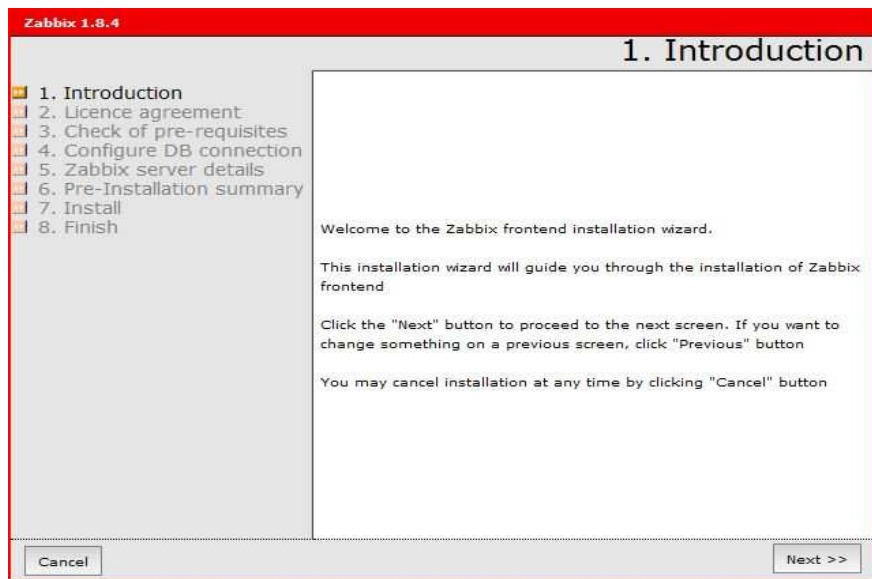 Zabbix 1.8.4
1. Introduction
1. Introduction
2. Licence agreement
3. Check of pre-requisites
4. Configure DB connection
5. Zabbix server details
6. Pre-Installation summary
7. Install
8. Finish
Welcome to the Zabbix frontend installation wizard.
This installation wizard will guide you through the installation of Zabbix
frontend
Click the "Next" button to proceed to the next screen. If you want to
change something on a previous screen, click "Previous" button
You may cancel installation at any time by clicking "Cancel" button
Cancel
Next >>